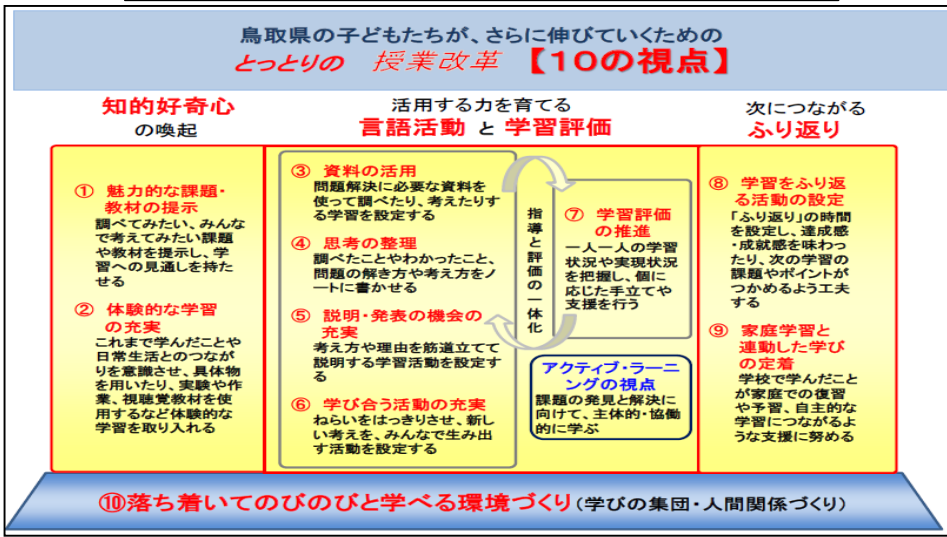 鳥取県の子どもたちが、さらに伸びていくための
とっとりの 授業改革 【10の視点】
知的好奇心
の喚起
活用する力を育てる
言語活動 と 学習評価
次につながる
ふり返り
① 魅力的な課題・
教材の提示
調べてみたい、みんな
で考えてみたい課題
や教材を提示し、学
習への見通しを持た
せる
② 体験的な学習
の充実
これまで学んだことや
日常生活とのつなが
りを意識させ、具体物
を用いたり、実験や作
業、視聴覚教材を使
用するなど体験的な
学習を取り入れる
③ 資料の活用
問題解決に必要な資料を
使って調べたり、考えたりす
る学習を設定する
④ 思考の整理
調べたことやわかったこと、
問題の解き方や考え方をノ
ートに書かせる
⑤ 説明・発表の機会の
充実
考え方や理由を筋道立てて
説明する学習活動を設定す
る
⑥ 学び合う活動の充実
ねらいをはっきりさせ、新し
い考えを、みんなで生み出
す活動を設定する
指導と評価の一体化
⑦ 学習評価
の推進
一人一人の学習
状況や実現状況
を把握し、個に
応じた手立てや
支援を行う
アクティブ・ラーニ
ングの視点
課題の発見と解決に
向けて、主体的・協働
的に学ぶ
⑧ 学習をふり返
る活動の設定
「ふり返り」の時間
を設定し、達成感
・成就感を味わっ
たり、次の学習の
課題やポイントが
つかめるよう工夫
する
⑨ 家庭学習と
連動した学び
の定着
学校で学んだこと
が家庭での復習
や予習、自主的な
学習につながるよ
うな支援に努める
⑩落ち着いてのびのびと学べる環境づくり(学びの集団・人間関係づくり)